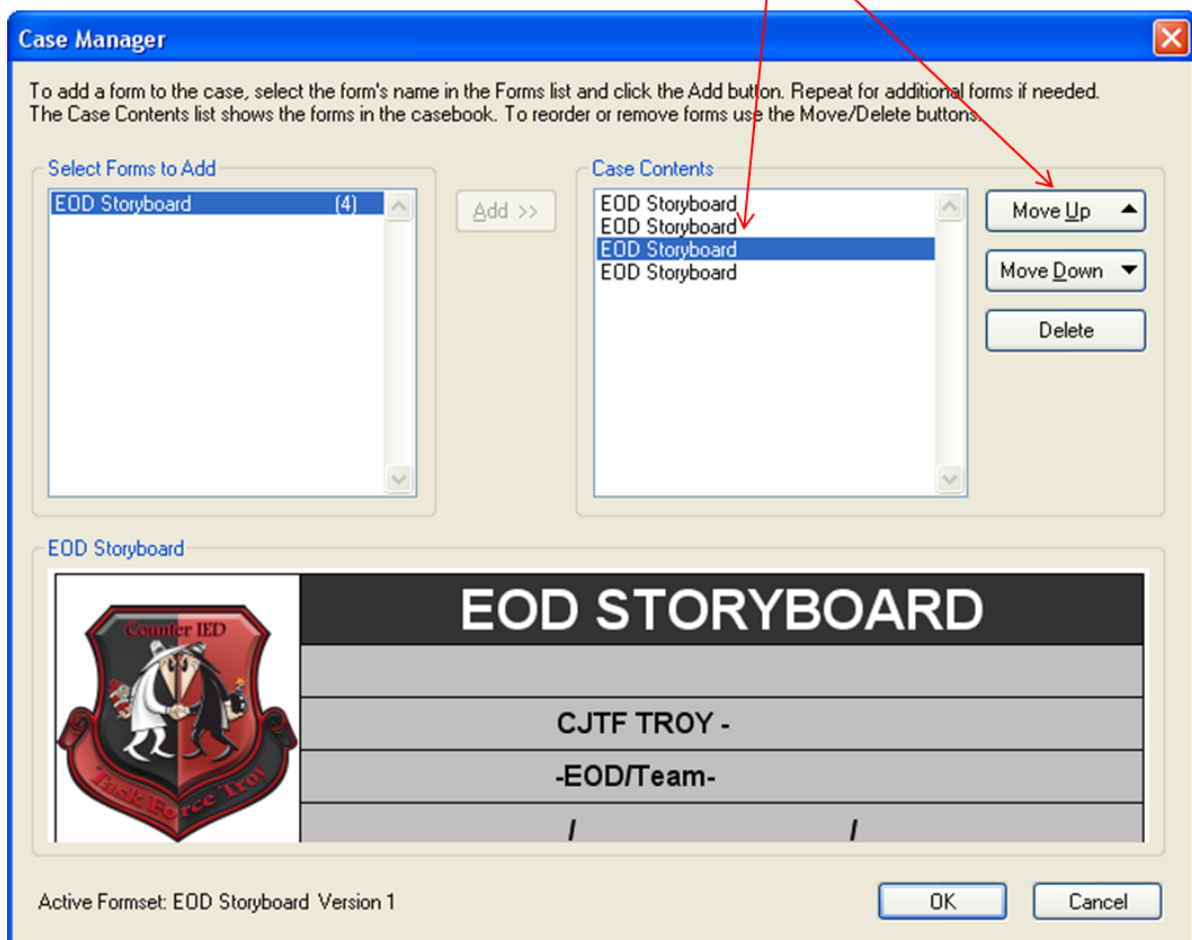 Case Manager
To add a form to the case, select the form's name in the Forms list and click the Add button. Repeat for additional forms if needed.
The Case Contents list shows the forms in the casebook. To reorder or remove forms use the Move/Delete buttons.
Select Forms to Add
EOD Storyboard (4)
Add >>
Case Contents
EOD Storyboard
EOD Storyboard
EOD Storyboard
EOD Storyboard
Move Up
Move Down
Delete
EOD Storyboard
Counter IED
Task Force Troy
EOD STORYBOARD
CJTF TROY -
-EOD/Team-
/ /
Active Formset: EOD Storyboard Version 1
OK
Cancel